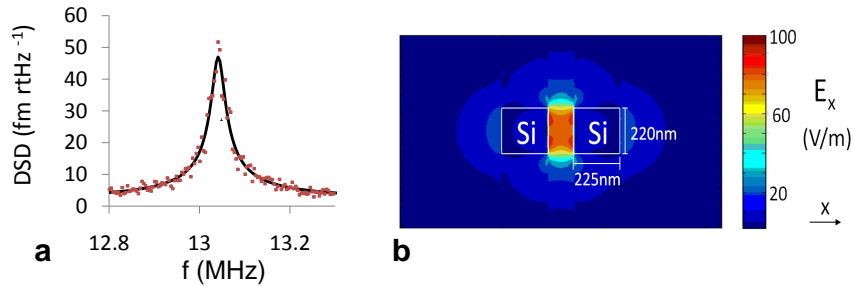 DSD (fm rtHz⁻¹)
60
50
40
30
20
10
0
12.8
13
13.2
f (MHz)
a
Si
Si
220nm
225nm
b
100
60
20
Eₓ
(V/m)
x